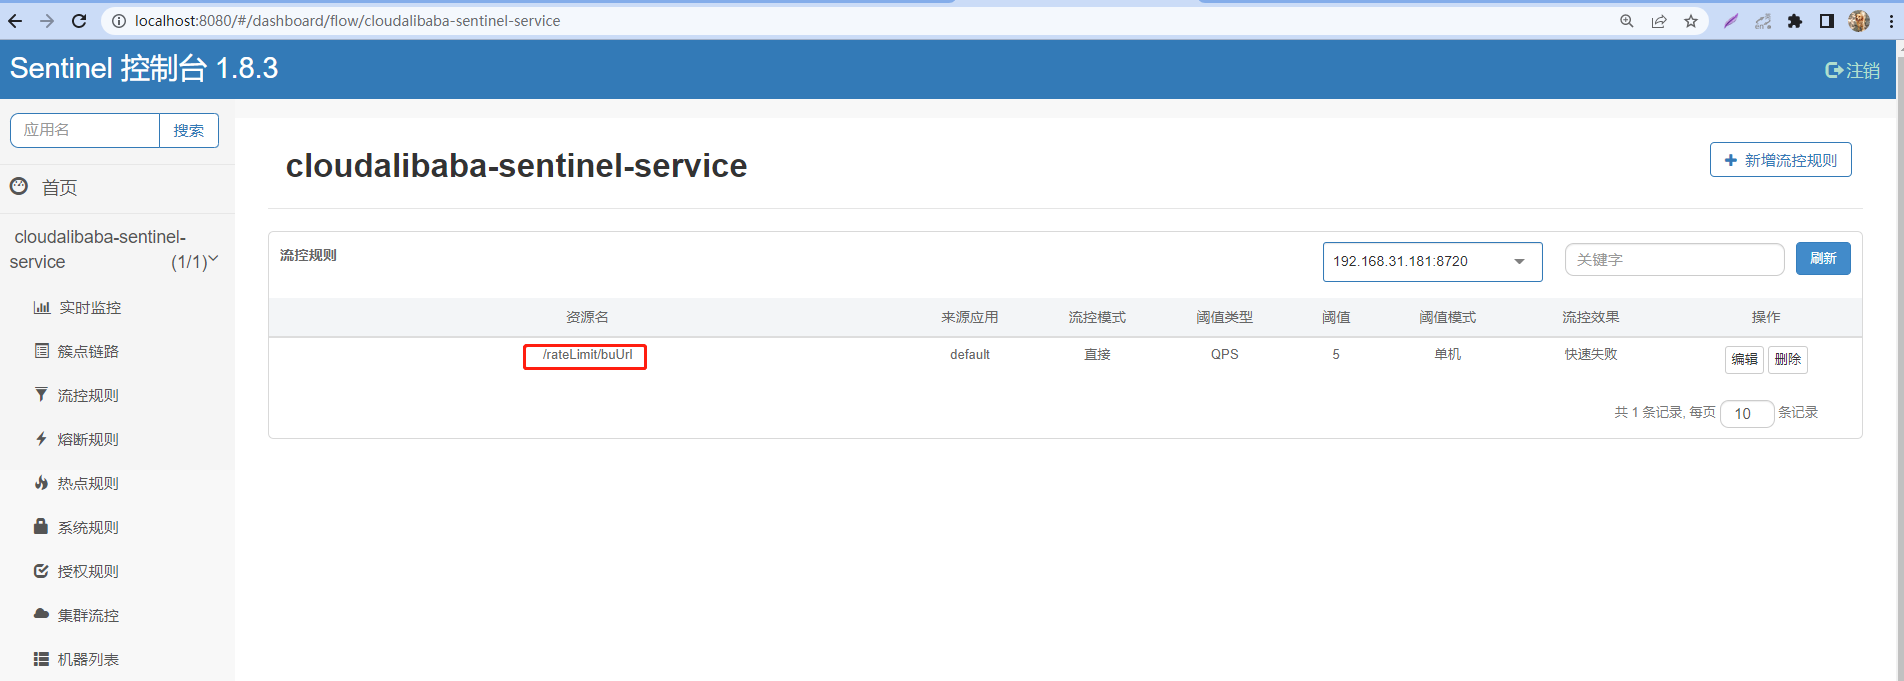 localhost:8080/#/dashboard/flow/cloudalibaba-sentinel-service
Sentinel 控制台 1.8.3
注销
应用名
搜索
首页
cloudalibaba-sentinel-
service
(1/1)
实时监控
簇点链路
流控规则
熔断规则
热点规则
系统规则
授权规则
集群流控
机器列表
cloudalibaba-sentinel-service
新增流控规则
流控规则
192.168.31.181:8720
关键字
刷新
资源名 来源应用 流控模式 阈值类型 阈值 阈值模式 流控效果 操作
/rateLimit/buUrl default 直接 QPS 5 单机 快速失败 编辑 删除
共 1 条记录, 每页 10 条记录